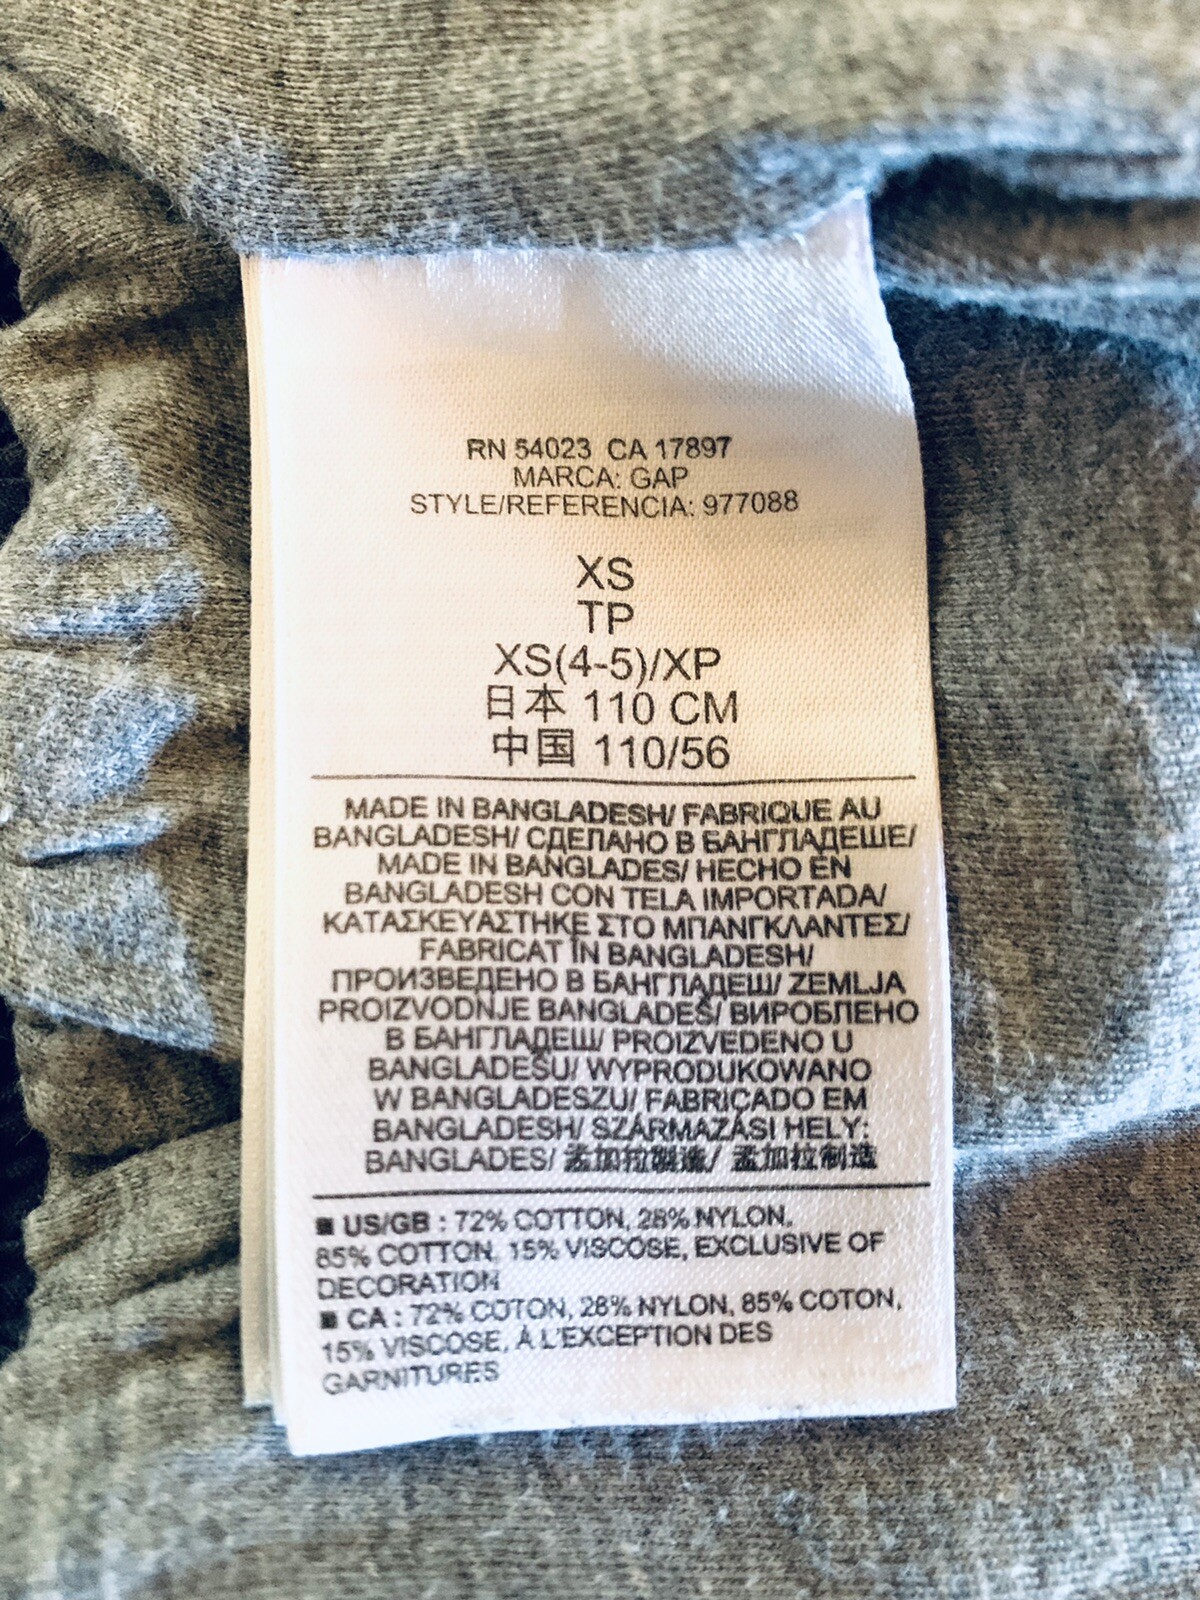 RN 54023 CA 17897
MARCA: GAP
STYLE/REFERENCIA: 977088
XS
TP
XS(4-5)/XP
日本 110 CM
中国 110/56
MADE IN BANGLADESH/ FABRIQUE AU
BANGLADESH/ СДЕЛАНО В БАНГЛАДЕШЕ/
MADE IN BANGLADES/ HECHO EN
BANGLADESH CON TELA IMPORTADA/
ΚΑΤΑΣΚΕΥΑΣΤΗΚΕ ΣΤΟ ΜΠΑΝΓΚΛΑΝΤΕΣ/
FABRICAT ÎN BANGLADESH/
ПРОИЗВЕДЕНО В БАНГЛАДЕШ/ ZEMLJA
PROIZVODNJE BANGLADEŠ/ ВИРОБЛЕНО
В БАНГЛАДЕШ/ PROIZVEDENO U
BANGLADEŠU/ WYPRODUKOWANO
W BANGLADESZU/ FABRICADO EM
BANGLADESH/ SZÁRMAZÁSI HELY:
BANGLADES/ 孟加拉製造/ 孟加拉制造
■ US/GB : 72% COTTON, 28% NYLON,
85% COTTON, 15% VISCOSE, EXCLUSIVE OF
DECORATION
■ CA : 72% COTON, 28% NYLON, 85% COTON,
15% VISCOSE, À L'EXCEPTION DES
GARNITURES